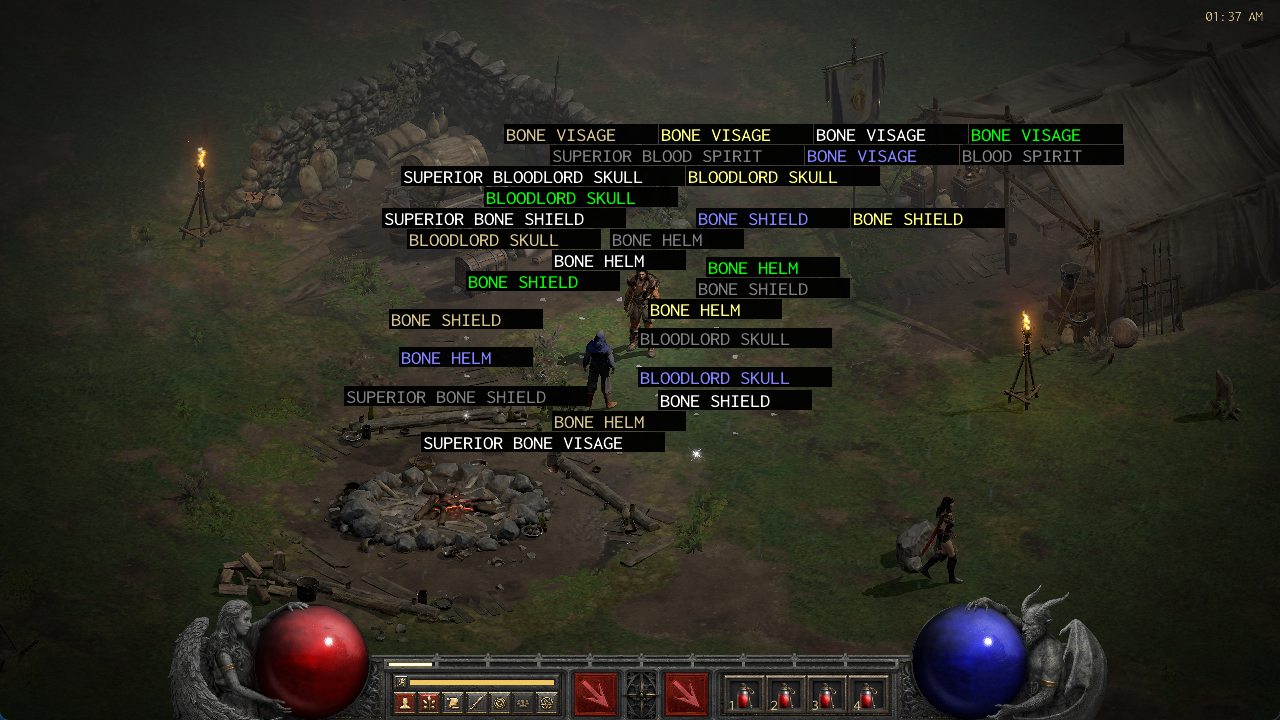 01:37 AM
BONE VISAGE BONE VISAGE BONE VISAGE BONE VISAGE
SUPERIOR BLOOD SPIRIT BONE VISAGE BLOOD SPIRIT
SUPERIOR BLOODLORD SKULL BLOODLORD SKULL
BLOODLORD SKULL
SUPERIOR BONE SHIELD BONE SHIELD BONE SHIELD
BLOODLORD SKULL BONE HELM
BONE HELM
BONE HELM
BONE SHIELD
BONE SHIELD
BONE HELM
BONE SHIELD
BLOODLORD SKULL
BONE HELM
BLOODLORD SKULL
SUPERIOR BONE SHIELD
BONE SHIELD
BONE HELM
SUPERIOR BONE VISAGE
1 2 3 4